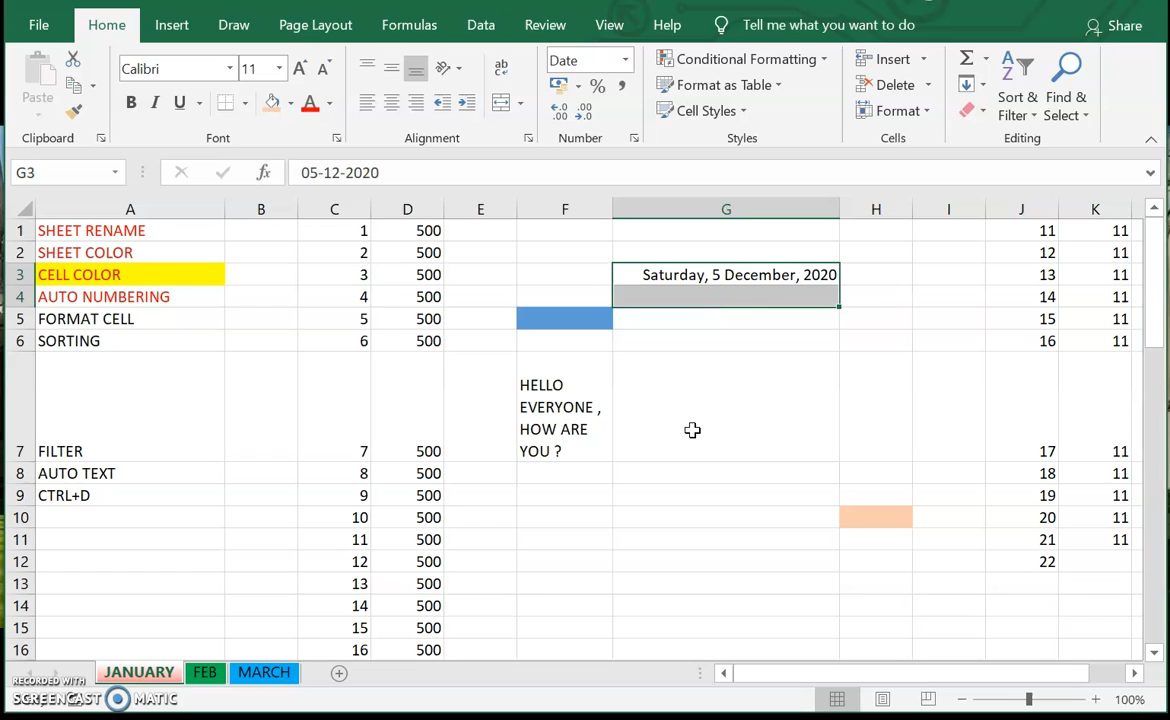 File Home Insert Draw Page Layout Formulas Data Review View Help Tell me what you want to do Share
Paste Calibri 11 A A ab c Date Conditional Formatting Format as Table Cell Styles Insert Delete Format Σ Sort & Filter Find & Select
B I U A % ,
Clipboard Font Alignment Number Styles Cells Editing
G3 fx 05-12-2020
A B C D E F G H I J K
1 SHEET RENAME 1 500 11 11
2 SHEET COLOR 2 500 12 11
3 CELL COLOR 3 500 Saturday, 5 December, 2020 13 11
4 AUTO NUMBERING 4 500 14 11
5 FORMAT CELL 5 500 15 11
6 SORTING 6 500 16 11
HELLO
EVERYONE ,
HOW ARE
7 FILTER 7 500 YOU ? 17 11
8 AUTO TEXT 8 500 18 11
9 CTRL+D 9 500 19 11
10 10 500 20 11
11 11 500 21 11
12 12 500 22
13 13 500
14 14 500
15 15 500
16 16 500
JANUARY FEB MARCH
RECORDED WITH
SCREENCAST MATIC 100%